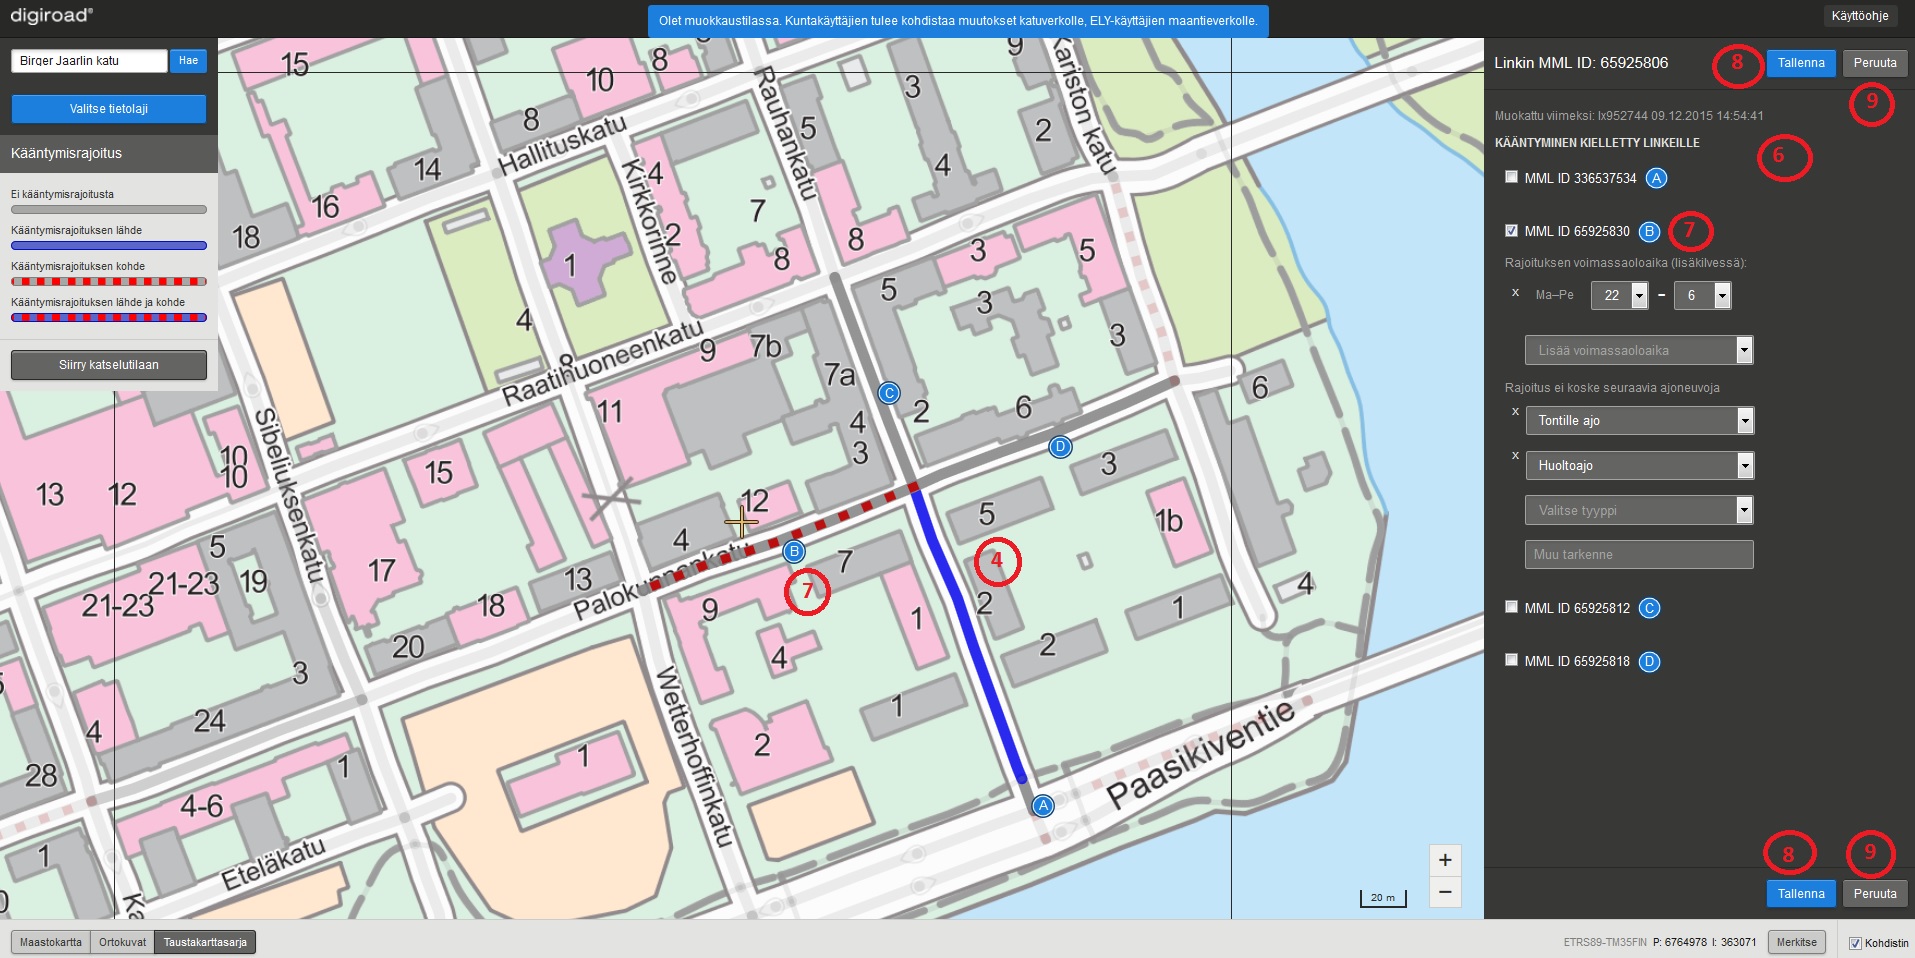 digiroad®
Olet muokkaustilassa. Kuntakäyttäjien tulee kohdistaa muutokset katuverkolle, ELY-käyttäjien maantieverkolle.
Käyttöohje
Birger Jaarlin katu
Hae
Valitse tietolaji
Kääntymisrajoitus
Ei kääntymisrajoitusta
Kääntymisrajoituksen lähde
Kääntymisrajoituksen kohde
Kääntymisrajoituksen lähde ja kohde
Siirry katselutilaan
15
10
8
9
3
8
5
2
14
4
4
16
18
7
2
8
8
3
5
1
5
3
3
4
7b
9
8
7a
11
2
4
3
6
6
10
10
15
13
12
12
3
5
1b
4
5
17
13
7
21-23
19
21-23
18
9
1
2
1
4
20
2
4
3
1
24
4
2
1
1
28
4-6
1
Hallituskatu
Rauhankatu
Kariston katu
Kirkkorinne
Raatihuoneenkatu
Sibeliuksenkatu
Palokunnankatu
Wetterhoffinkatu
Paasikiventie
Eteläkatu
Ka
C
D
B
A
4
7
+
−
20 m
Linkin MML ID: 65925806
8
Tallenna
Peruuta
9
Muokattu viimeksi: lx952744 09.12.2015 14:54:41
KÄÄNTYMINEN KIELLETTY LINKEILLE
6
MML ID 336537534 A
MML ID 65925830 B
7
Rajoituksen voimassaoloaika (lisäkilvessä):
x Ma–Pe 22 – 6
Lisää voimassaoloaika
Rajoitus ei koske seuraavia ajoneuvoja
x Tontille ajo
x Huoltoajo
Valitse tyyppi
Muu tarkenne
MML ID 65925812 C
MML ID 65925818 D
8
9
Tallenna
Peruuta
Maastokartta
Ortokuvat
Taustakarttasarja
ETRS89-TM35FIN P: 6764978 I: 363071
Merkitse
Kohdistin